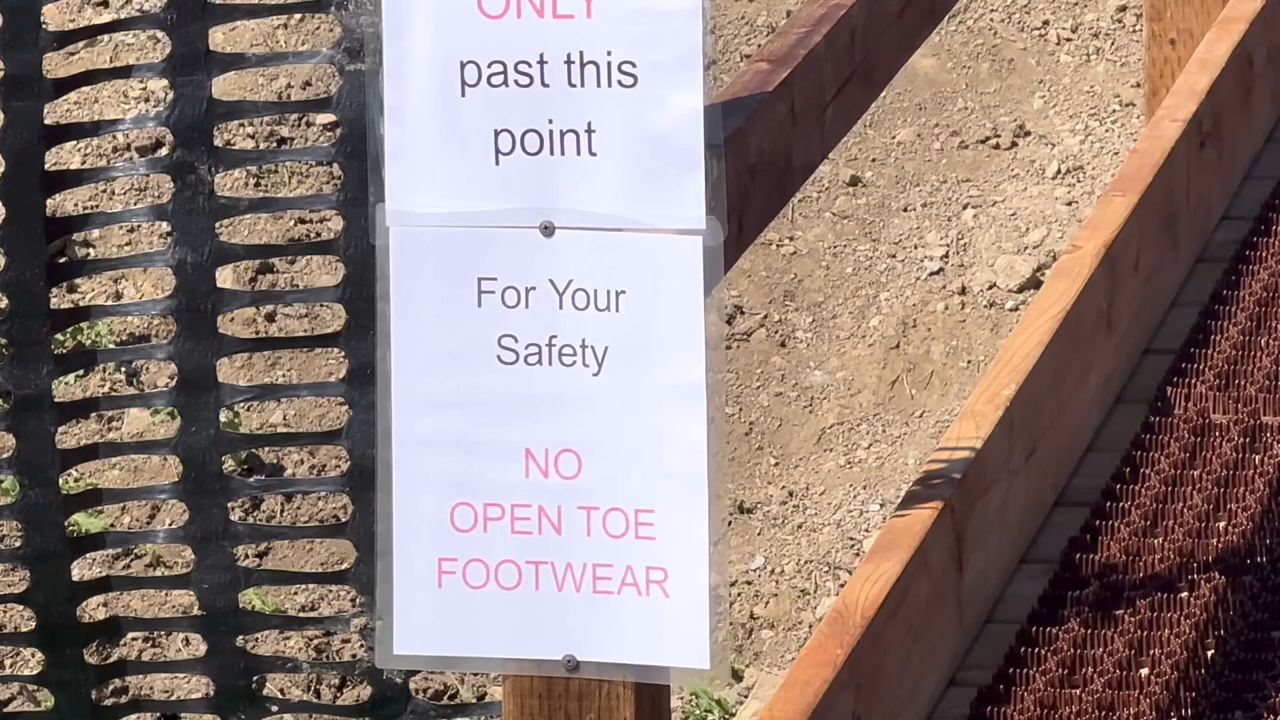 ONLY
past this
point
For Your
Safety
NO
OPEN TOE
FOOTWEAR